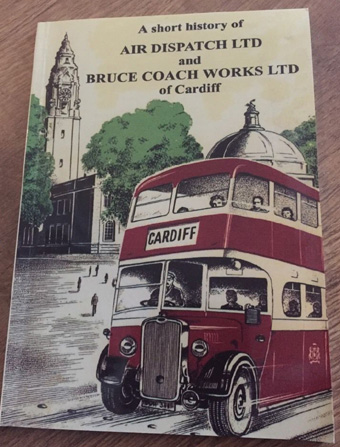 A short history of
AIR DISPATCH LTD
and
BRUCE COACH WORKS LTD
of Cardiff
CARDIFF